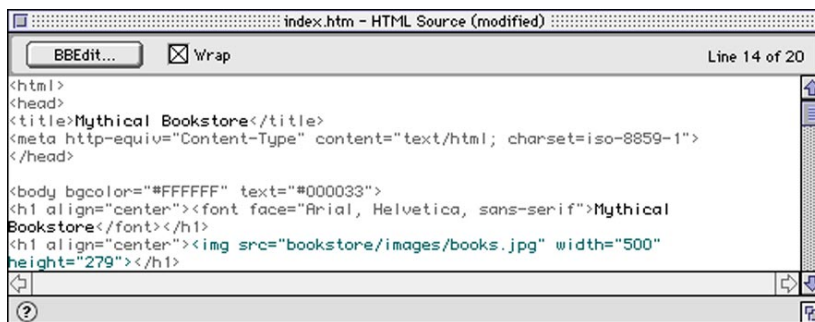 index.htm - HTML Source (modified)
BBEdit... Wrap Line 14 of 20
<html>
<head>
<title>Mythical Bookstore</title>
<meta http-equiv="Content-Type" content="text/html; charset=iso-8859-1">
</head>
<body bgcolor="#FFFFFF" text="#000033">
<h1 align="center"><font face="Arial, Helvetica, sans-serif">Mythical
Bookstore</font></h1>
<h1 align="center"><img src="bookstore/images/books.jpg" width="500"
height="279"></h1>
?